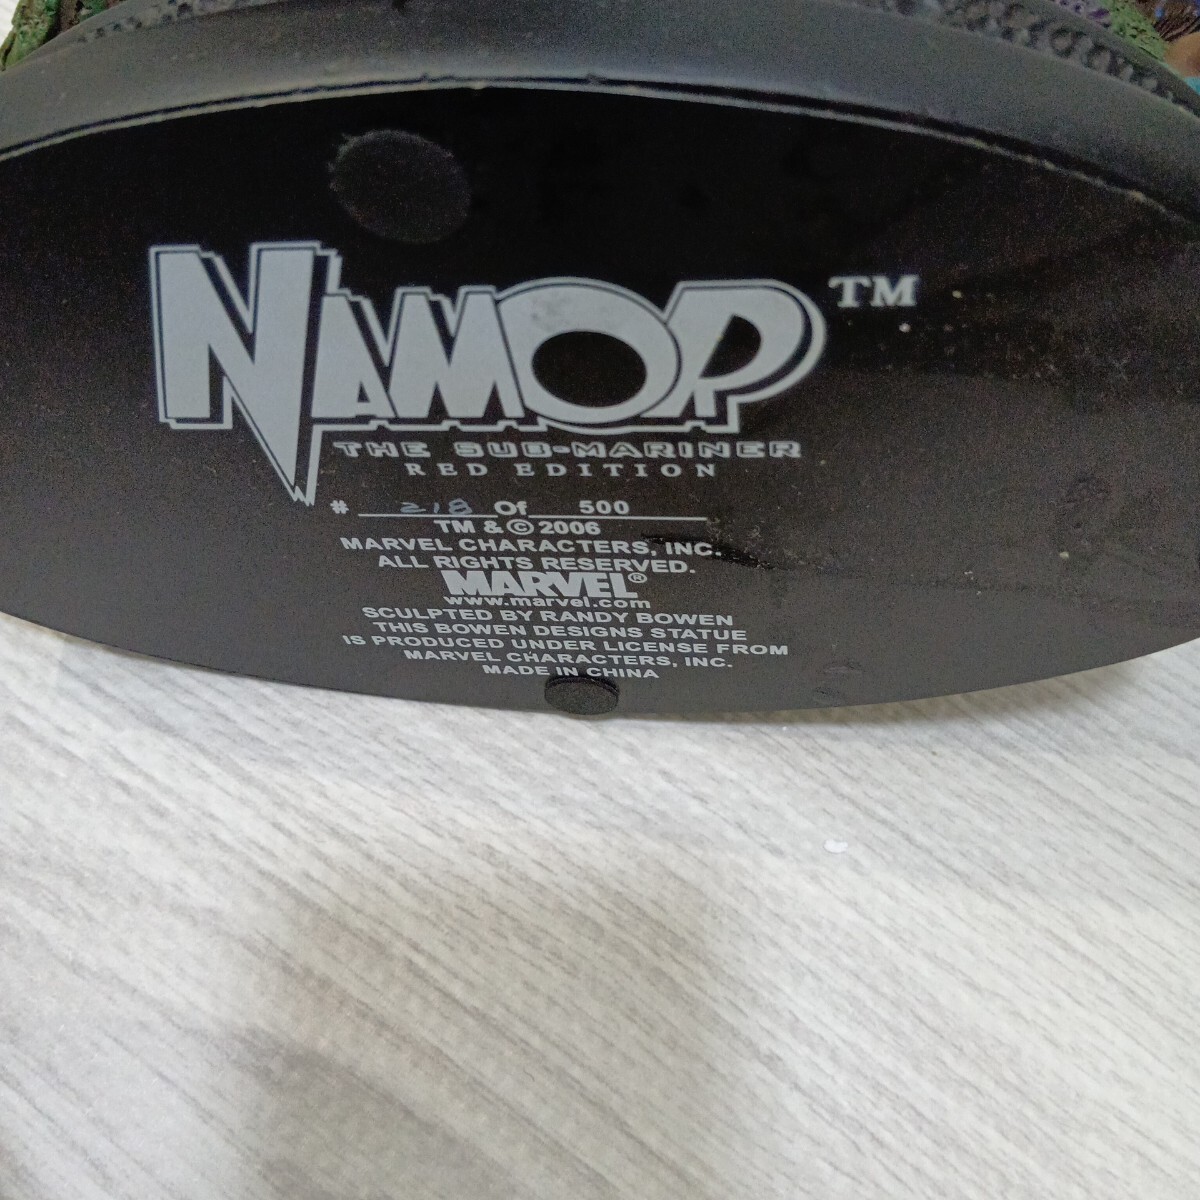 NAMOR™
THE SUB-MARINER
RED EDITION
# 218 Of 500
TM & © 2006
MARVEL CHARACTERS, INC.
ALL RIGHTS RESERVED.
MARVEL®
www.marvel.com
SCULPTED BY RANDY BOWEN
THIS BOWEN DESIGNS STATUE
IS PRODUCED UNDER LICENSE FROM
MARVEL CHARACTERS, INC.
MADE IN CHINA